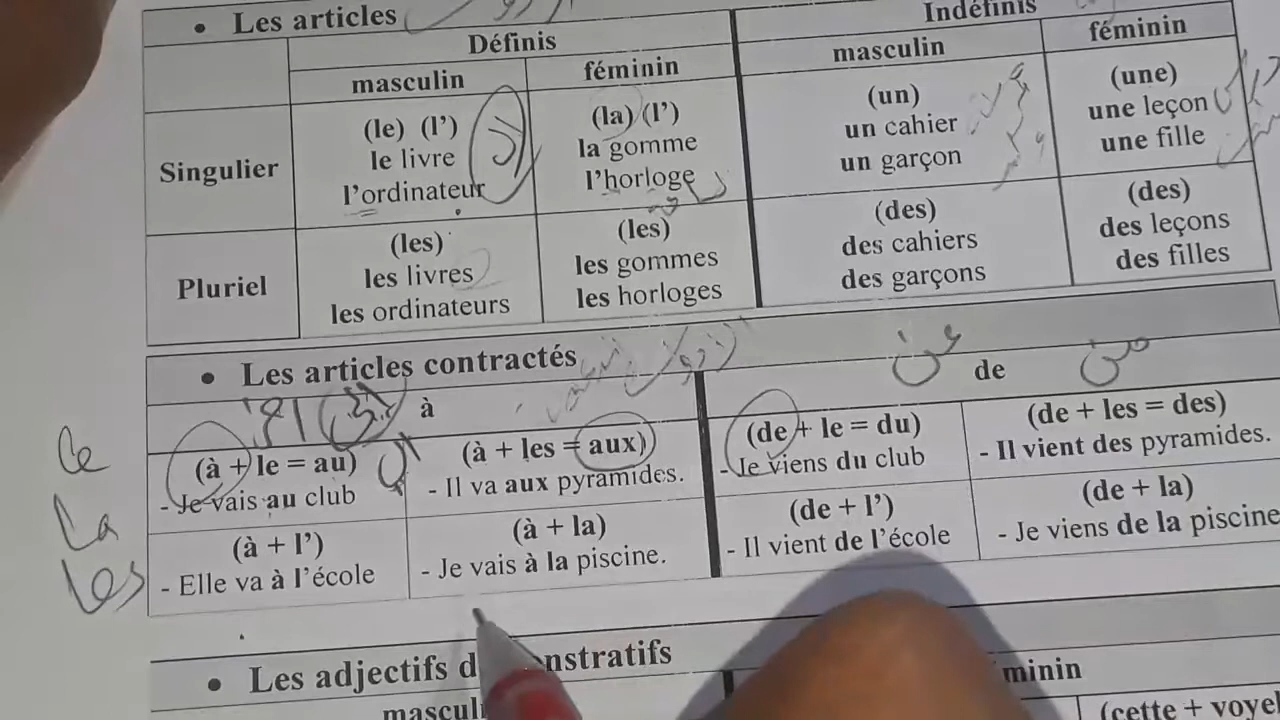 • Les articles
Définis
Indéfinis
masculin
féminin
masculin
féminin
Singulier
(le) (l’)
le livre
l’ordinateur
(la) (l’)
la gomme
l’horloge
(un)
un cahier
un garçon
(une)
une leçon
une fille
Pluriel
(les)
les livres
les ordinateurs
(les)
les gommes
les horloges
(des)
des cahiers
des garçons
(des)
des leçons
des filles
• Les articles contractés
à
de
عن
من
le
La
Les
(à + le = au)
- Je vais au club
(à + les = aux)
- Il va aux pyramides.
(de + le = du)
- Je viens du club
(de + les = des)
- Il vient des pyramides.
(à + l’)
- Elle va à l’école
(à + la)
- Je vais à la piscine.
(de + l’)
- Il vient de l’école
(de + la)
- Je viens de la piscine
• Les adjectifs d nstratifs
masculi
minin
(cette + voyel